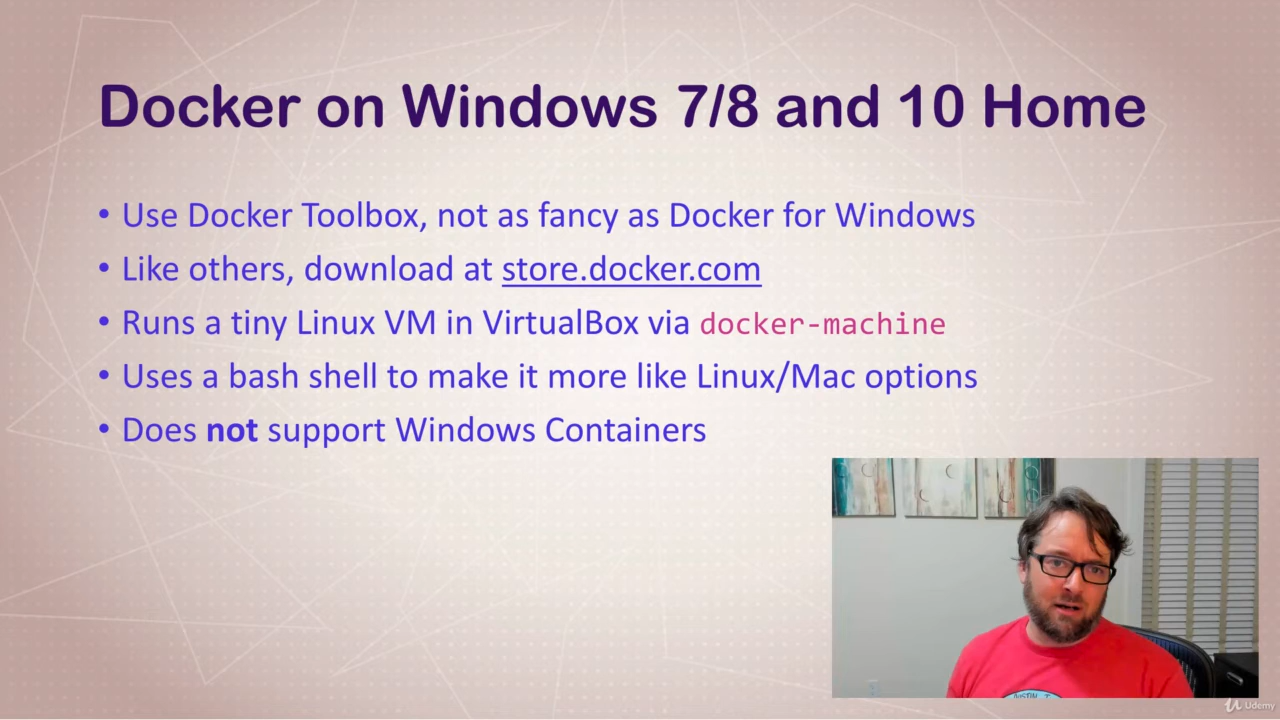 Docker on Windows 7/8 and 10 Home
• Use Docker Toolbox, not as fancy as Docker for Windows
• Like others, download at store.docker.com
• Runs a tiny Linux VM in VirtualBox via docker-machine
• Uses a bash shell to make it more like Linux/Mac options
• Does not support Windows Containers
Udemy